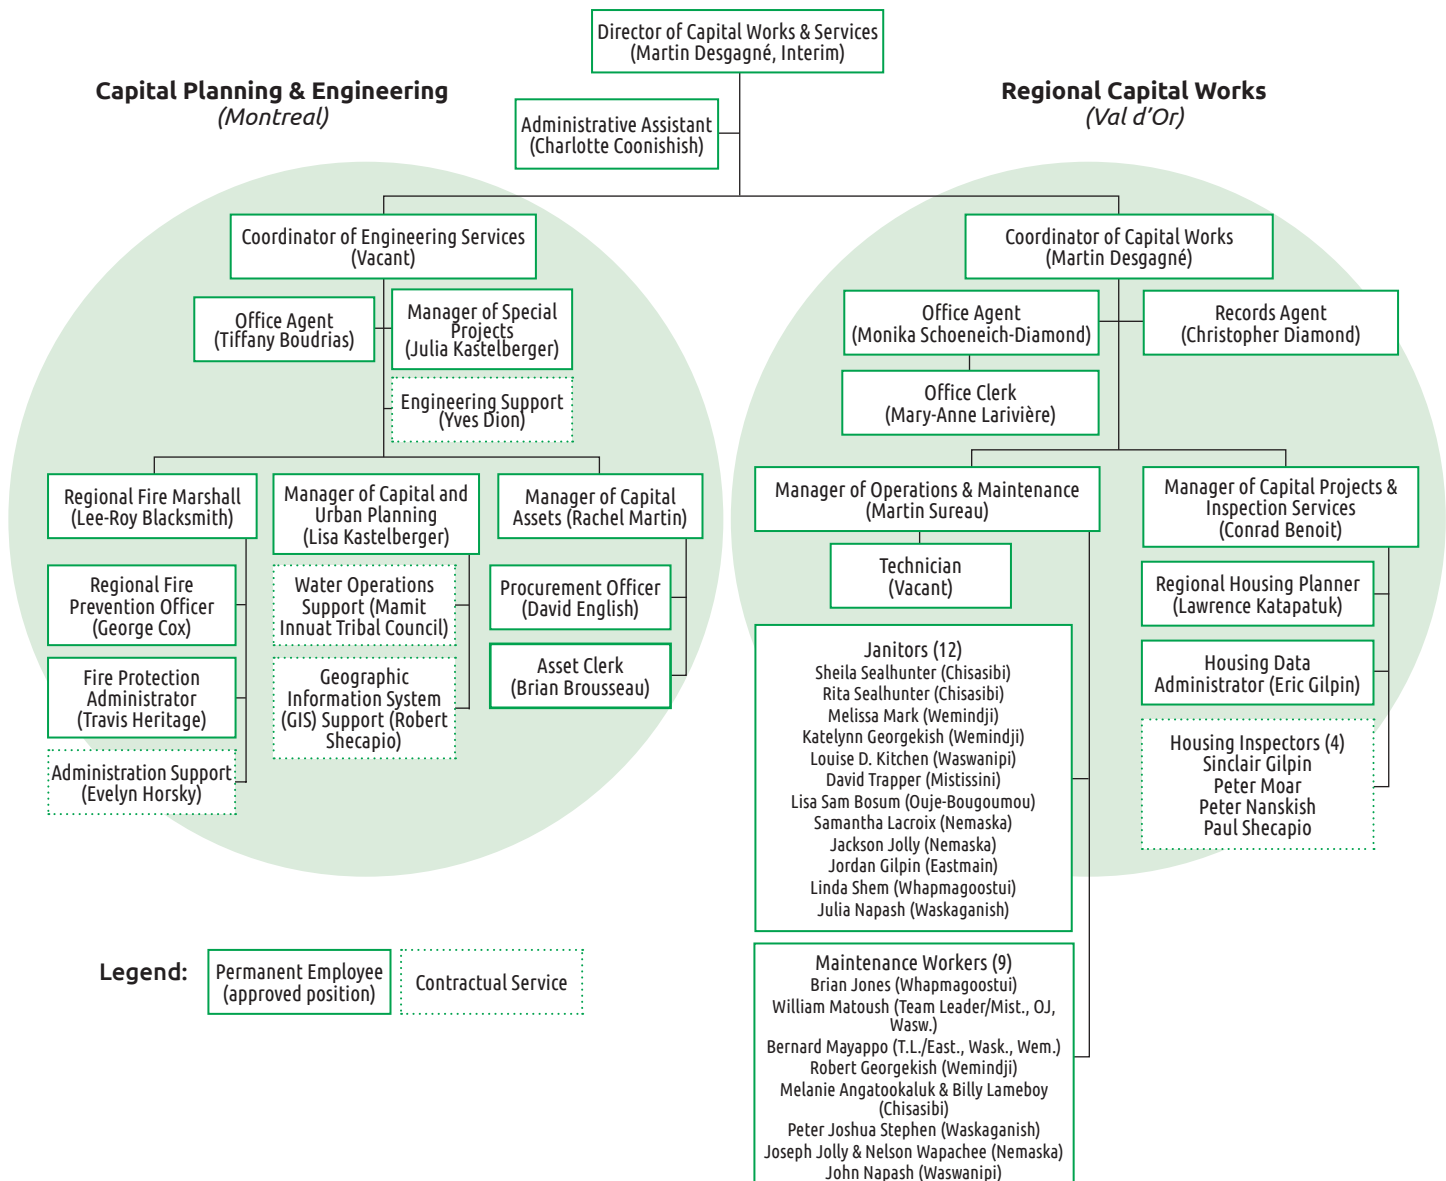 Director of Capital Works & Services
(Martin Desgagné, Interim)
Capital Planning & Engineering
(Montreal)
Regional Capital Works
(Val d’Or)
Administrative Assistant
(Charlotte Coonishish)
Coordinator of Engineering Services
(Vacant)
Office Agent
(Tiffany Boudrias)
Manager of Special
Projects
(Julia Kastelberger)
Engineering Support
(Yves Dion)
Regional Fire Marshall
(Lee-Roy Blacksmith)
Regional Fire
Prevention Officer
(George Cox)
Fire Protection
Administrator
(Travis Heritage)
Administration Support
(Evelyn Horsky)
Manager of Capital and
Urban Planning
(Lisa Kastelberger)
Water Operations
Support (Mamit
Innuat Tribal Council)
Geographic
Information System
(GIS) Support (Robert
Shecapio)
Manager of Capital
Assets (Rachel Martin)
Procurement Officer
(David English)
Asset Clerk
(Brian Brousseau)
Coordinator of Capital Works
(Martin Desgagné)
Office Agent
(Monika Schoeneich-Diamond)
Records Agent
(Christopher Diamond)
Office Clerk
(Mary-Anne Larivière)
Manager of Operations & Maintenance
(Martin Sureau)
Technician
(Vacant)
Janitors (12)
Sheila Sealhunter (Chisasibi)
Rita Sealhunter (Chisasibi)
Melissa Mark (Wemindji)
Katelynn Georgekish (Wemindji)
Louise D. Kitchen (Waswanipi)
David Trapper (Mistissini)
Lisa Sam Bosum (Ouje-Bougoumou)
Samantha Lacroix (Nemaska)
Jackson Jolly (Nemaska)
Jordan Gilpin (Eastmain)
Linda Shem (Whapmagoostui)
Julia Napash (Waskaganish)
Maintenance Workers (9)
Brian Jones (Whapmagoostui)
William Matoush (Team Leader/Mist., OJ,
Wasw.)
Bernard Mayappo (T.L./East., Wask., Wem.)
Robert Georgekish (Wemindji)
Melanie Angatookaluk & Billy Lameboy
(Chisasibi)
Peter Joshua Stephen (Waskaganish)
Joseph Jolly & Nelson Wapachee (Nemaska)
John Napash (Waswanipi)
Manager of Capital Projects &
Inspection Services
(Conrad Benoit)
Regional Housing Planner
(Lawrence Katapatuk)
Housing Data
Administrator (Eric Gilpin)
Housing Inspectors (4)
Sinclair Gilpin
Peter Moar
Peter Nanskish
Paul Shecapio
Legend:
Permanent Employee
(approved position)
Contractual Service